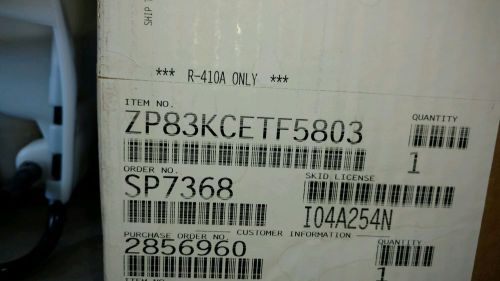 SHIP
*** R-410A ONLY ***
ITEM NO.
ZP83KCETF5803
QUANTITY
1
ORDER NO.
SP7368
SKID LICENSE
I04A254N
PURCHASE ORDER NO.
CUSTOMER INFORMATION
2856960
QUANTITY
1